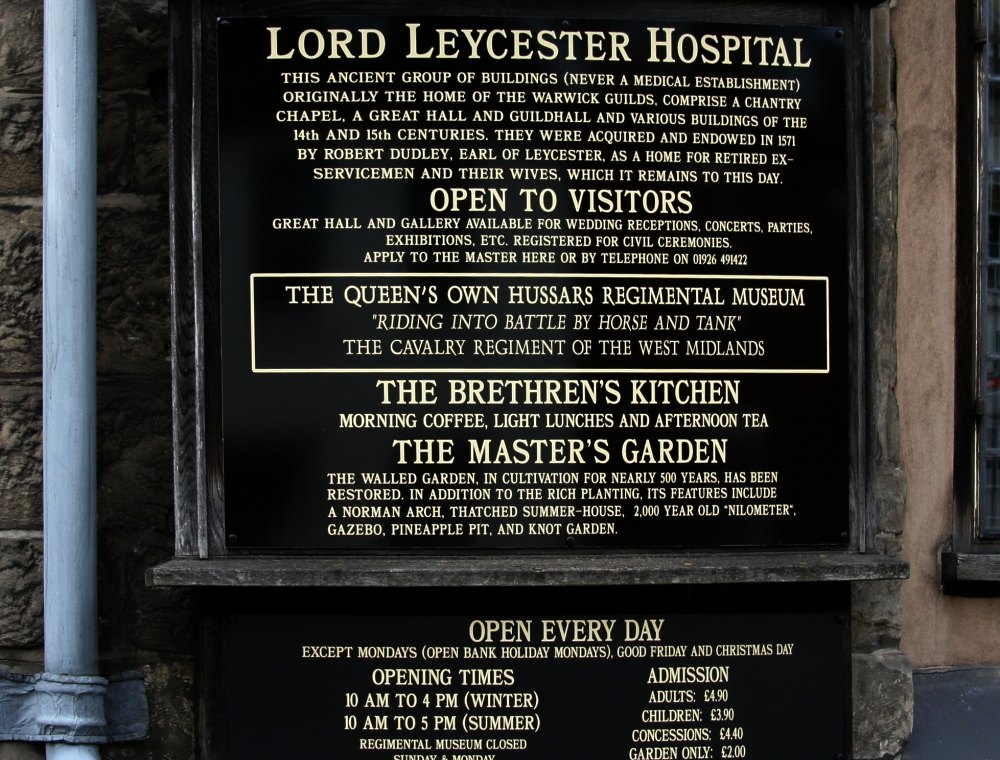 LORD LEYCESTER HOSPITAL
THIS ANCIENT GROUP OF BUILDINGS (NEVER A MEDICAL ESTABLISHMENT)
ORIGINALLY THE HOME OF THE WARWICK GUILDS, COMPRISE A CHANTRY
CHAPEL, A GREAT HALL AND GUILDHALL AND VARIOUS BUILDINGS OF THE
14th AND 15th CENTURIES. THEY WERE ACQUIRED AND ENDOWED IN 1571
BY ROBERT DUDLEY, EARL OF LEYCESTER, AS A HOME FOR RETIRED EX-
SERVICEMEN AND THEIR WIVES, WHICH IT REMAINS TO THIS DAY.
OPEN TO VISITORS
GREAT HALL AND GALLERY AVAILABLE FOR WEDDING RECEPTIONS, CONCERTS, PARTIES,
EXHIBITIONS, ETC. REGISTERED FOR CIVIL CEREMONIES.
APPLY TO THE MASTER HERE OR BY TELEPHONE ON 01926 491422
THE QUEEN'S OWN HUSSARS REGIMENTAL MUSEUM
"RIDING INTO BATTLE BY HORSE AND TANK"
THE CAVALRY REGIMENT OF THE WEST MIDLANDS
THE BRETHREN'S KITCHEN
MORNING COFFEE, LIGHT LUNCHES AND AFTERNOON TEA
THE MASTER'S GARDEN
THE WALLED GARDEN, IN CULTIVATION FOR NEARLY 500 YEARS, HAS BEEN
RESTORED. IN ADDITION TO THE RICH PLANTING, ITS FEATURES INCLUDE
A NORMAN ARCH, THATCHED SUMMER-HOUSE, 2,000 YEAR OLD "NILOMETER",
GAZEBO, PINEAPPLE PIT, AND KNOT GARDEN.
OPEN EVERY DAY
EXCEPT MONDAYS (OPEN BANK HOLIDAY MONDAYS), GOOD FRIDAY AND CHRISTMAS DAY
OPENING TIMES
10 AM TO 4 PM (WINTER)
10 AM TO 5 PM (SUMMER)
REGIMENTAL MUSEUM CLOSED
SUNDAY & MONDAY
ADMISSION
ADULTS: £4.90
CHILDREN: £3.90
CONCESSIONS: £4.40
GARDEN ONLY: £2.00